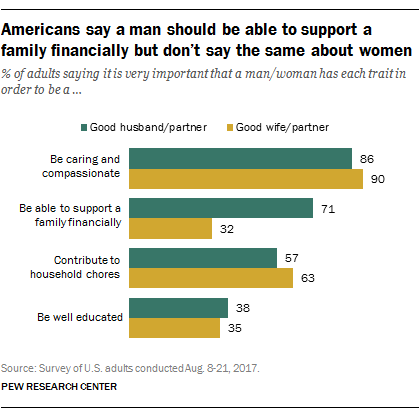 Americans say a man should be able to support a
family financially but don't say the same about women
% of adults saying it is very important that a man/woman has each trait in
order to be a ...
Good husband/partner Good wife/partner
Be caring and
compassionate
86
90
Be able to support a
family financially
71
32
Contribute to
household chores
57
63
Be well educated
38
35
Source: Survey of U.S. adults conducted Aug. 8-21, 2017.
PEW RESEARCH CENTER